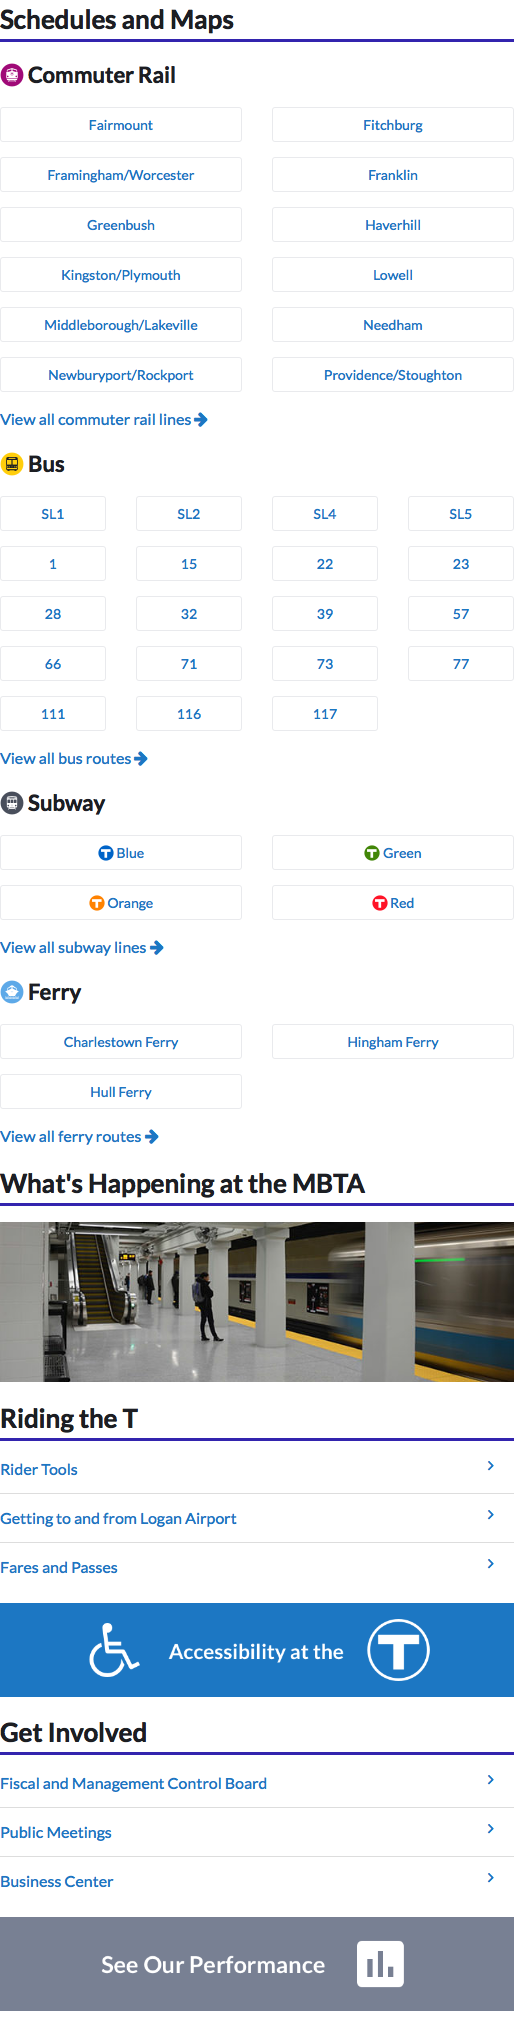 Schedules and Maps
Commuter Rail
Fairmount
Fitchburg
Framingham/Worcester
Franklin
Greenbush
Haverhill
Kingston/Plymouth
Lowell
Middleborough/Lakeville
Needham
Newburyport/Rockport
Providence/Stoughton
View all commuter rail lines
Bus
SL1
SL2
SL4
SL5
1
15
22
23
28
32
39
57
66
71
73
77
111
116
117
View all bus routes
Subway
T Blue
T Green
T Orange
T Red
View all subway lines
Ferry
Charlestown Ferry
Hingham Ferry
Hull Ferry
View all ferry routes
What's Happening at the MBTA
Riding the T
Rider Tools
Getting to and from Logan Airport
Fares and Passes
Accessibility at the T
Get Involved
Fiscal and Management Control Board
Public Meetings
Business Center
See Our Performance